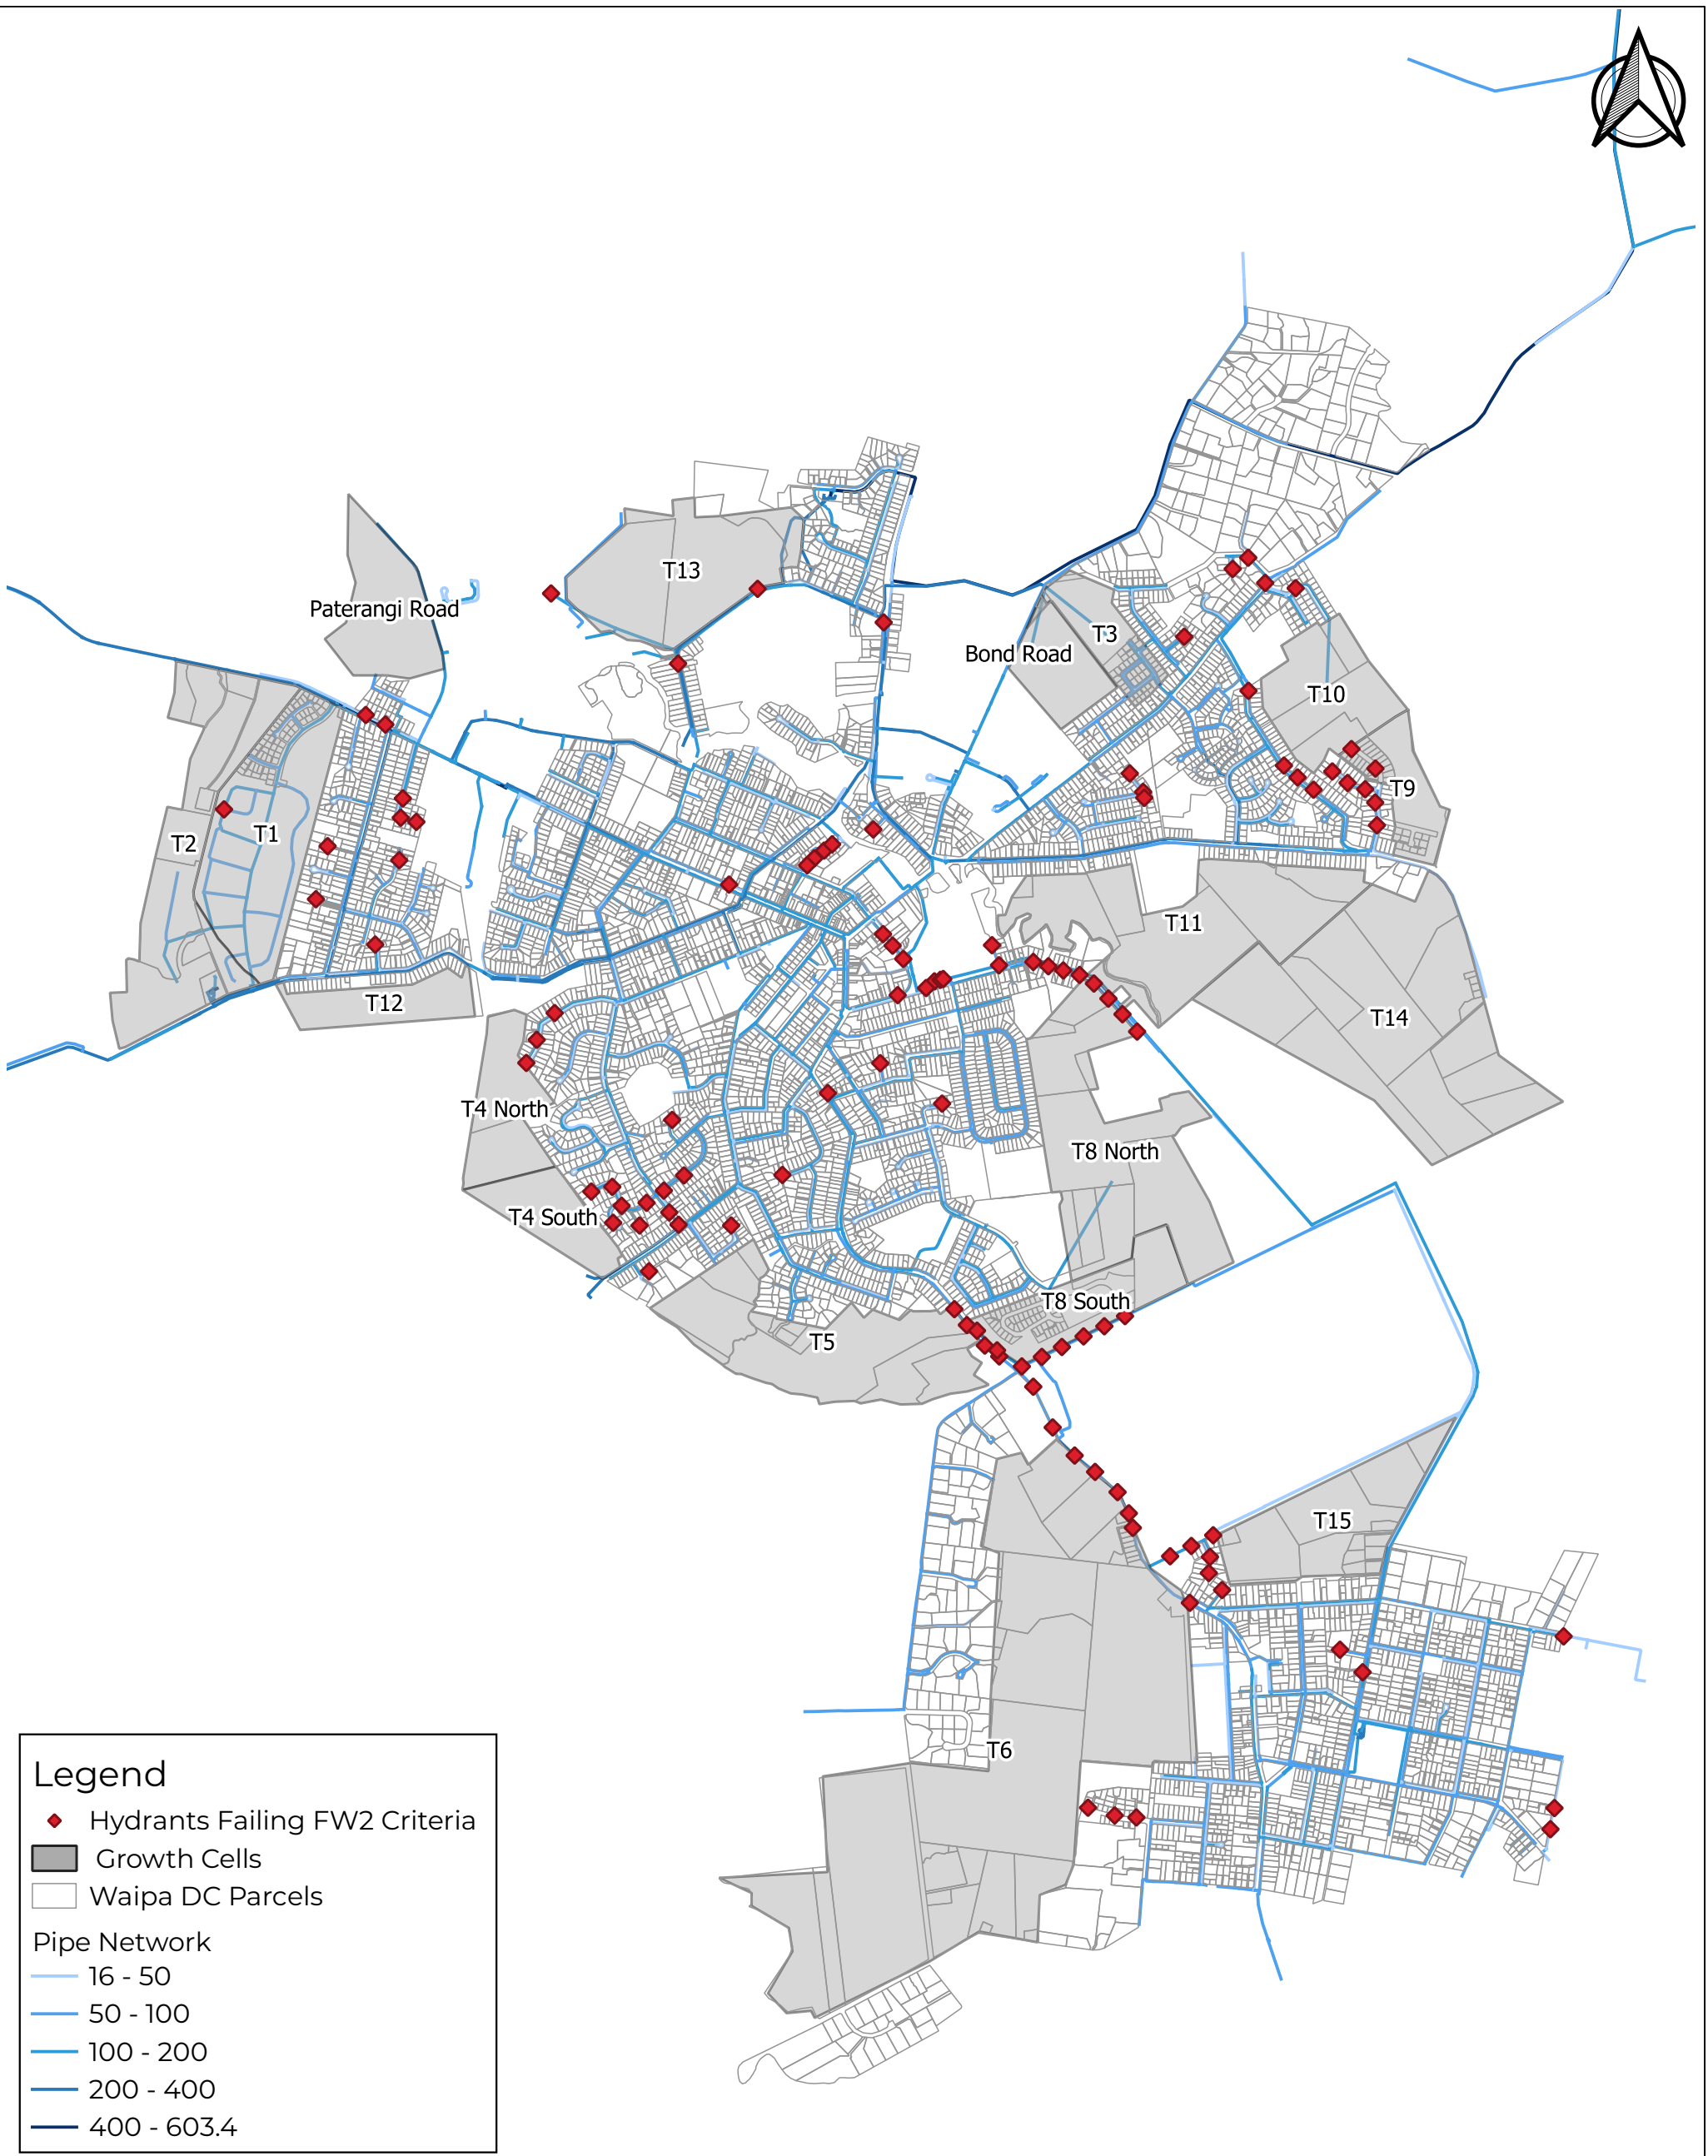 T13
Paterangi Road
T3
Bond Road
T10
T9
T2
T1
T11
T12
T14
T4 North
T8 North
T4 South
T8 South
T5
T15
T6
Legend
Hydrants Failing FW2 Criteria
Growth Cells
Waipa DC Parcels
Pipe Network
16 - 50
50 - 100
100 - 200
200 - 400
400 - 603.4